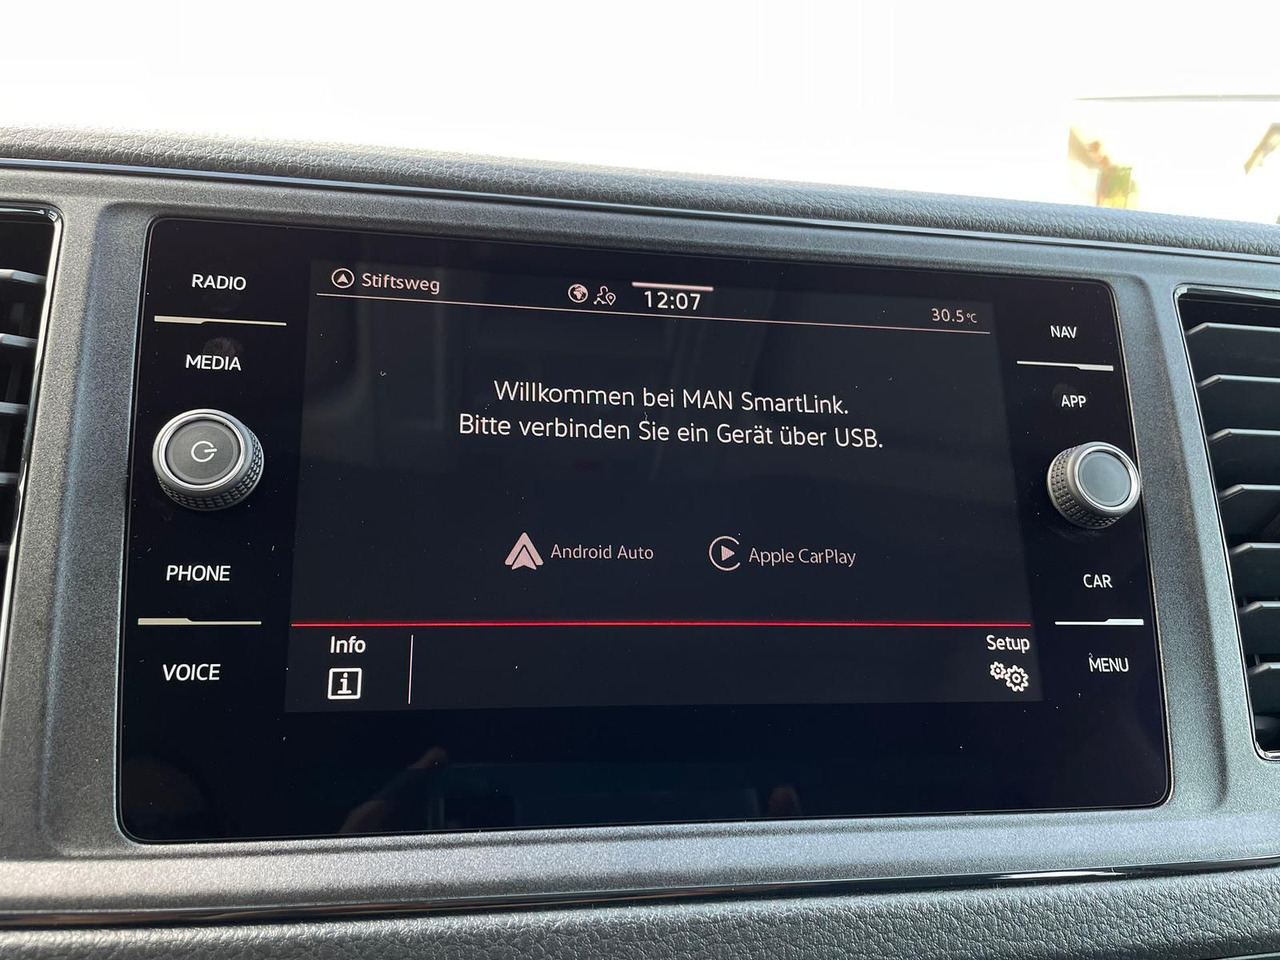 RADIO
MEDIA
PHONE
VOICE
Stiftsweg
12:07
30.5°C
Willkommen bei MAN SmartLink.
Bitte verbinden Sie ein Gerät über USB.
Android Auto
Apple CarPlay
Info
Setup
NAV
APP
CAR
MENU